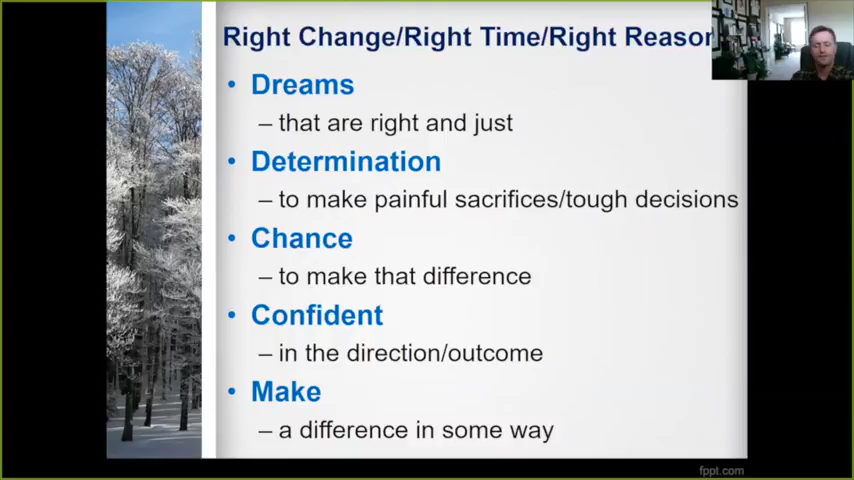 Right Change/Right Time/Right Reason
• Dreams
– that are right and just
• Determination
– to make painful sacrifices/tough decisions
• Chance
– to make that difference
• Confident
– in the direction/outcome
• Make
– a difference in some way
fppt.com